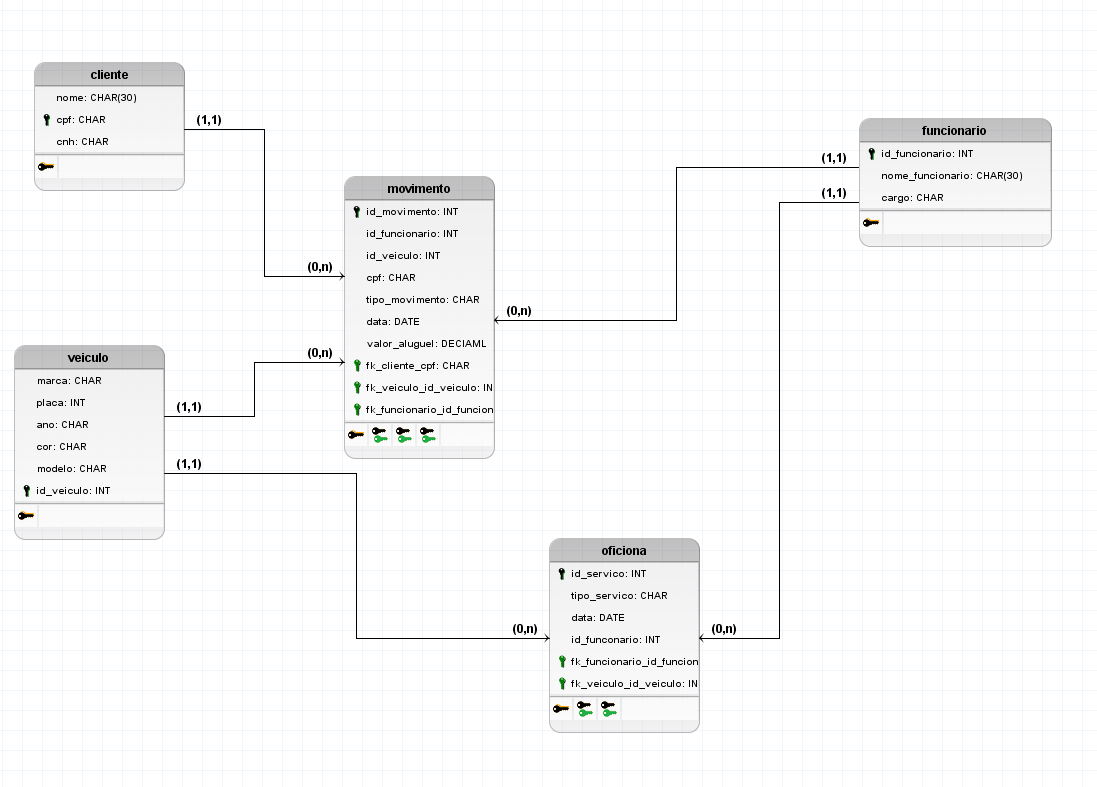 cliente
nome: CHAR(30)
cpf: CHAR
cnh: CHAR
(1,1)
(0,n)
movimento
id_movimento: INT
id_funcionario: INT
id_veiculo: INT
cpf: CHAR
tipo_movimento: CHAR
data: DATE
valor_aluguel: DECIAML
fk_cliente_cpf: CHAR
fk_veiculo_id_veiculo: IN
fk_funcionario_id_funcion
(0,n)
(0,n)
funcionario
id_funcionario: INT
nome_funcionario: CHAR(30)
cargo: CHAR
(1,1)
(1,1)
veiculo
marca: CHAR
placa: INT
ano: CHAR
cor: CHAR
modelo: CHAR
id_veiculo: INT
(1,1)
(1,1)
oficiona
id_servico: INT
tipo_servico: CHAR
data: DATE
id_funconario: INT
fk_funcionario_id_funcion
fk_veiculo_id_veiculo: IN
(0,n)
(0,n)